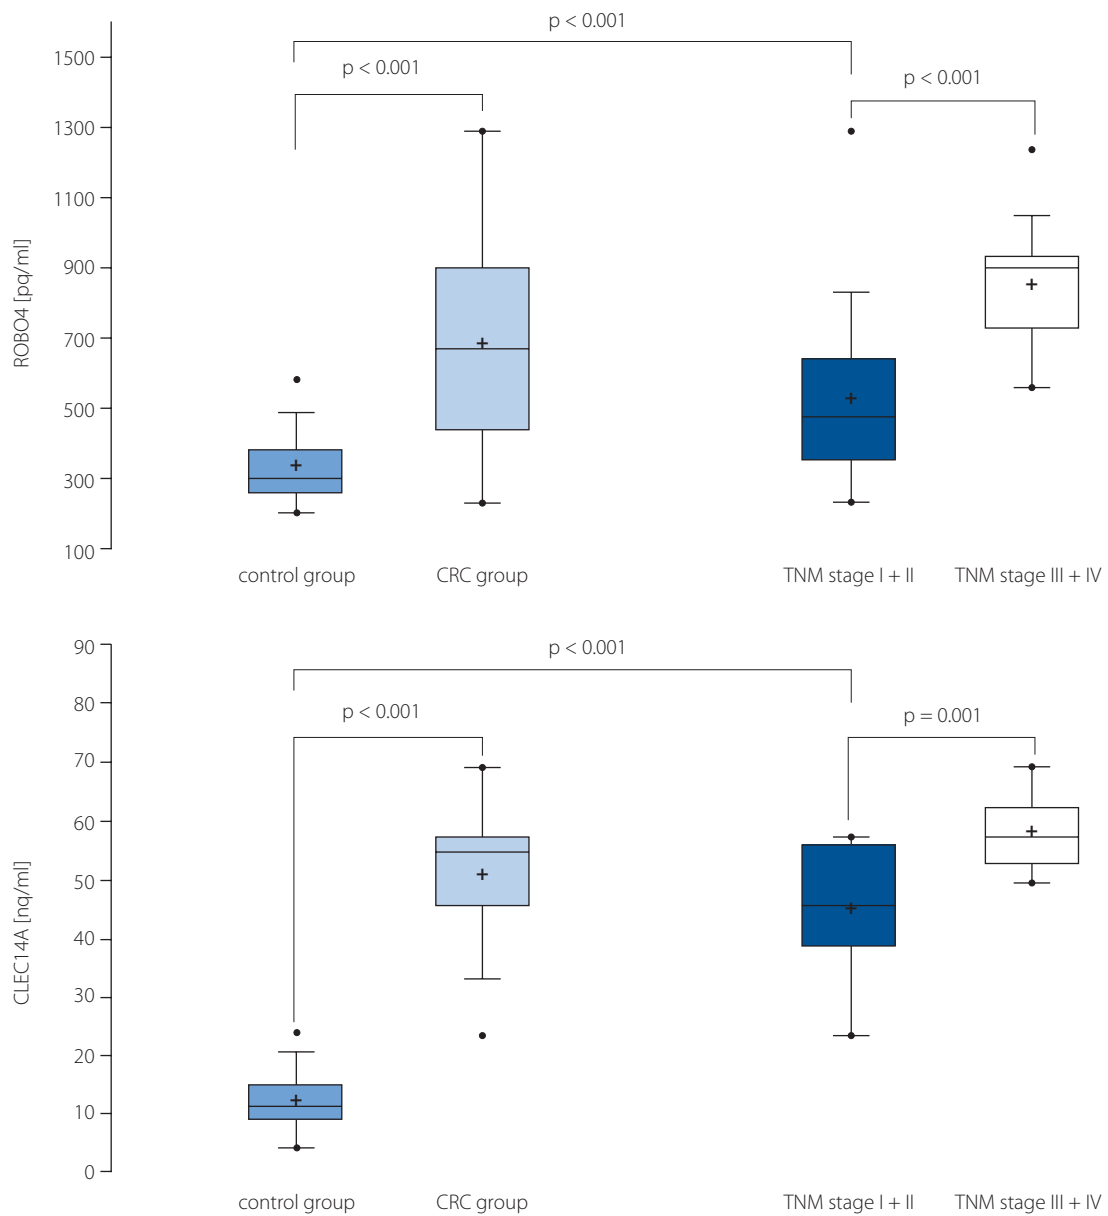 p < 0.001
1500
p < 0.001
p < 0.001
1300
1100
900
ROBO4 [pq/ml]
700
500
300
100
control group
CRC group
TNM stage I + II
TNM stage III + IV
90
p < 0.001
80
p < 0.001
p = 0.001
70
60
50
CLEC14A [nq/ml]
40
30
20
10
0
control group
CRC group
TNM stage I + II
TNM stage III + IV